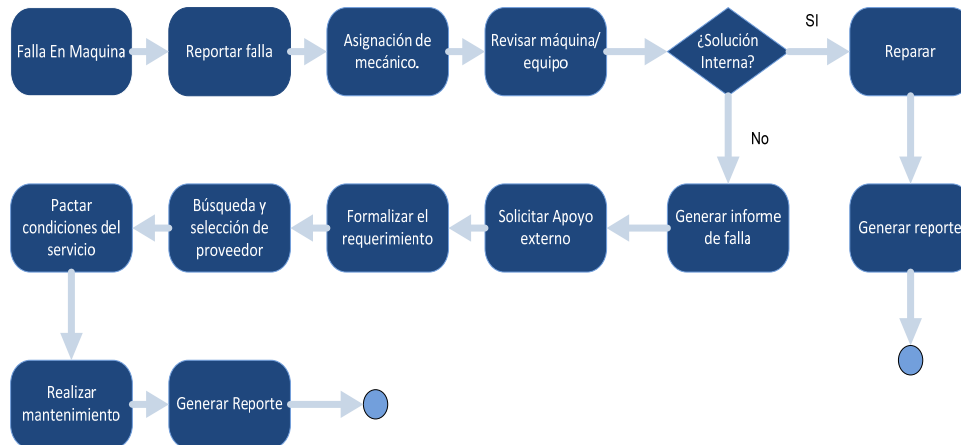 Falla En Maquina
Reportar falla
Asignación de
mecánico.
Revisar máquina/
equipo
¿Solución
Interna?
SI
Reparar
No
Pactar
condiciones del
servicio
Búsqueda y
selección de
proveedor
Formalizar el
requerimiento
Solicitar Apoyo
externo
Generar informe
de falla
Generar reporte
Realizar
mantenimiento
Generar Reporte